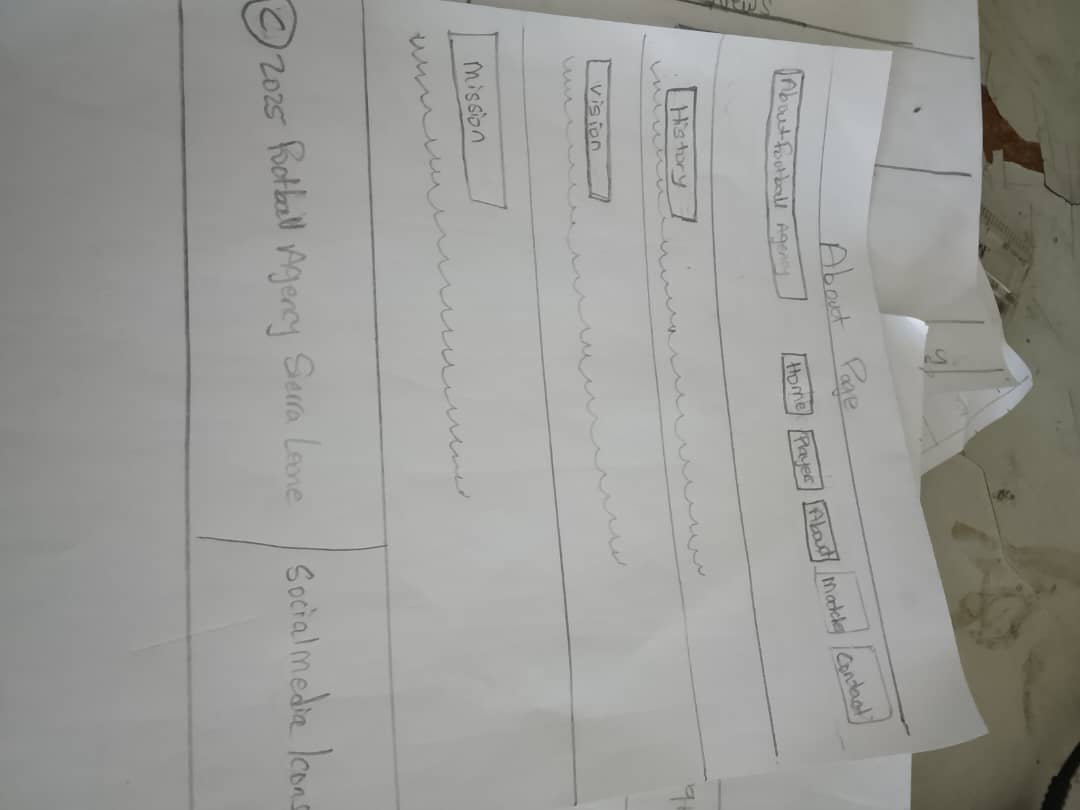 About Page
About Football Agency Home Players About Matche Contact
History
vision
mission
© 2025 Football Agency Sierra Leone Socialmedia Icons
y